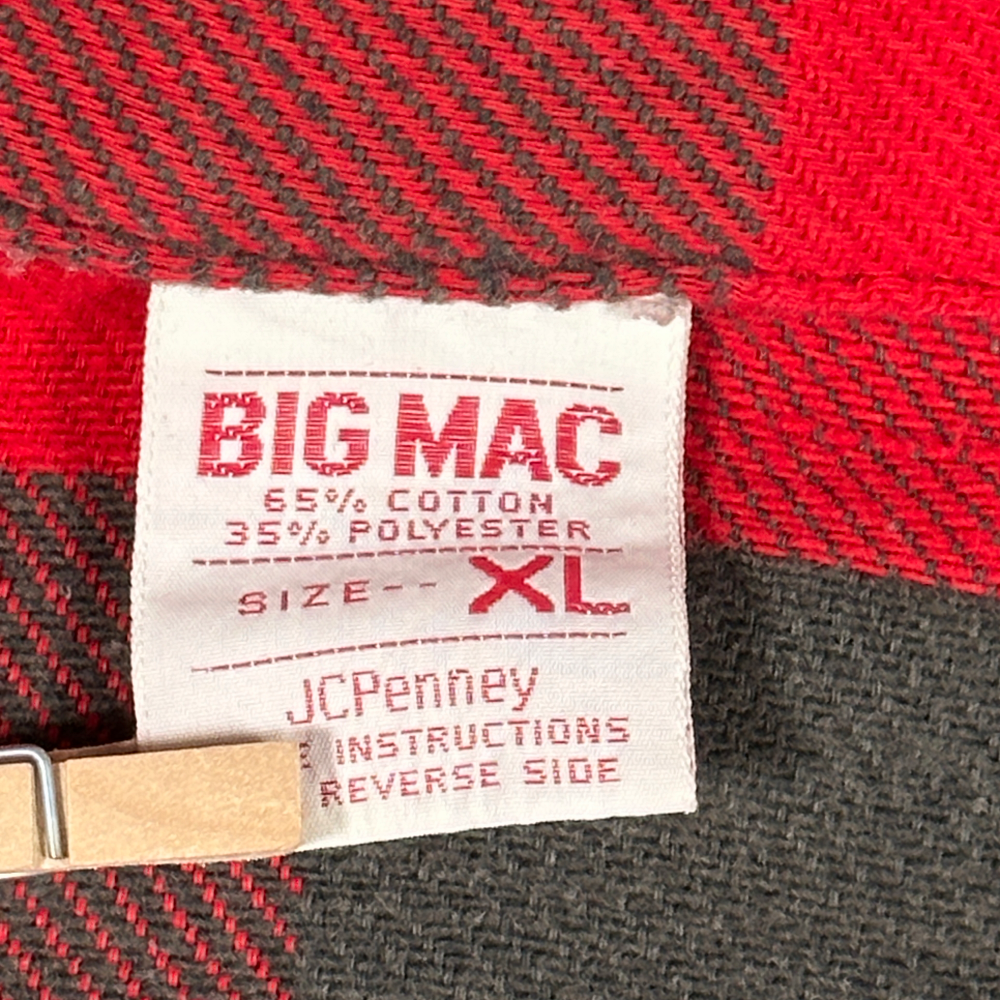 BIG MAC
65% COTTON
35% POLYESTER
SIZE-- XL
JCPenney
INSTRUCTIONS
REVERSE SIDE